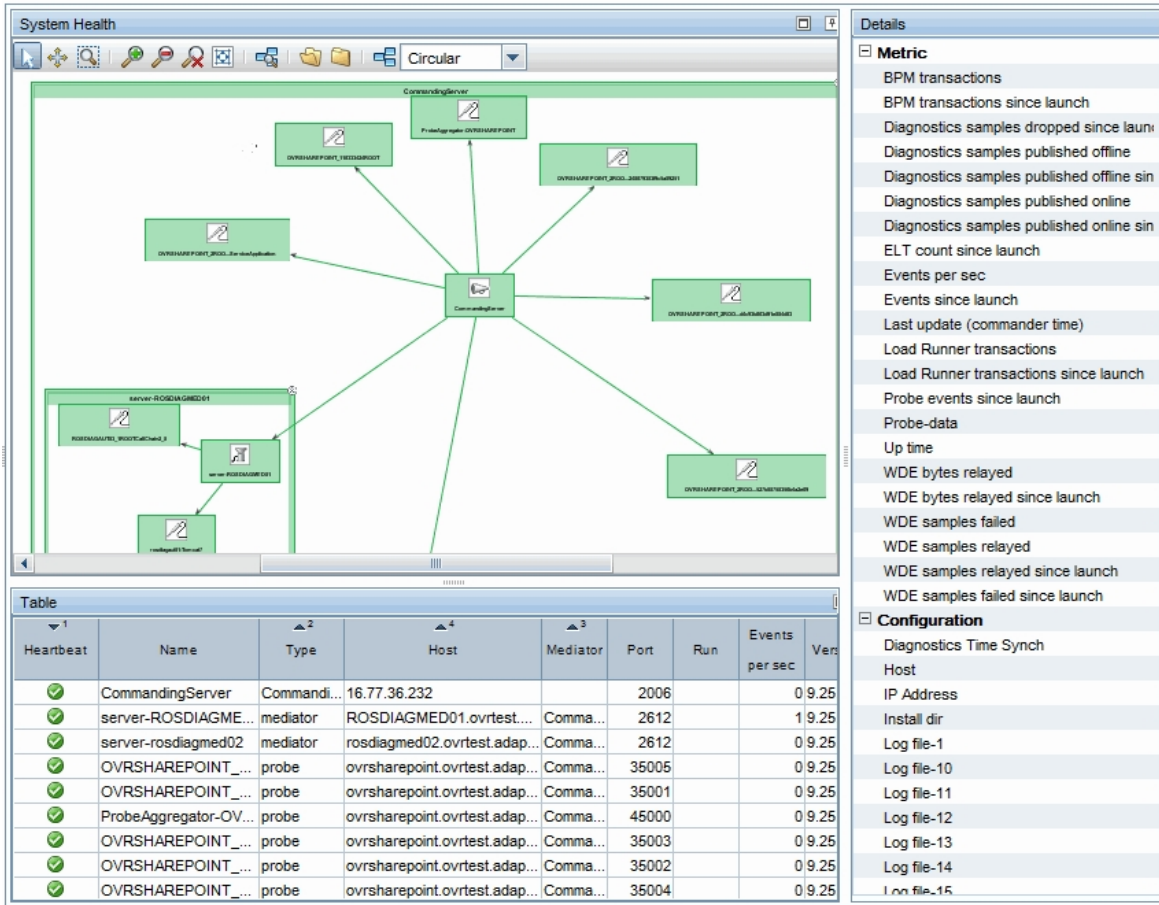 System Health
Circular
CommandingServer
ProbeAggregator-OVRSHAREPOINT
OVRSHAREPOINT_2ROO...ServiceApplication
CommandingServer
server-ROSDIAGMED01
server-ROSDIAGMED01
Table
1 2 4 3
Heartbeat Name Type Host Mediator Port Run Events per sec Vers
CommandingServer Commandi... 16.77.36.232 2006 0 9.25
server-ROSDIAGME... mediator ROSDIAGMED01.ovrtest.... Comma... 2612 1 9.25
server-rosdiagmed02 mediator rosdiagmed02.ovrtest.adap... Comma... 2612 0 9.25
OVRSHAREPOINT_... probe ovrsharepoint.ovrtest.adap... Comma... 35005 0 9.25
OVRSHAREPOINT_... probe ovrsharepoint.ovrtest.adap... Comma... 35001 0 9.25
ProbeAggregator-OV... probe ovrsharepoint.ovrtest.adap... Comma... 45000 0 9.25
OVRSHAREPOINT_... probe ovrsharepoint.ovrtest.adap... Comma... 35003 0 9.25
OVRSHAREPOINT_... probe ovrsharepoint.ovrtest.adap... Comma... 35002 0 9.25
OVRSHAREPOINT_... probe ovrsharepoint.ovrtest.adap... Comma... 35004 0 9.25
Details
Metric
BPM transactions
BPM transactions since launch
Diagnostics samples dropped since laun
Diagnostics samples published offline
Diagnostics samples published offline sin
Diagnostics samples published online
Diagnostics samples published online sin
ELT count since launch
Events per sec
Events since launch
Last update (commander time)
Load Runner transactions
Load Runner transactions since launch
Probe events since launch
Probe-data
Up time
WDE bytes relayed
WDE bytes relayed since launch
WDE samples failed
WDE samples relayed
WDE samples relayed since launch
WDE samples failed since launch
Configuration
Diagnostics Time Synch
Host
IP Address
Install dir
Log file-1
Log file-10
Log file-11
Log file-12
Log file-13
Log file-14
Log file-15